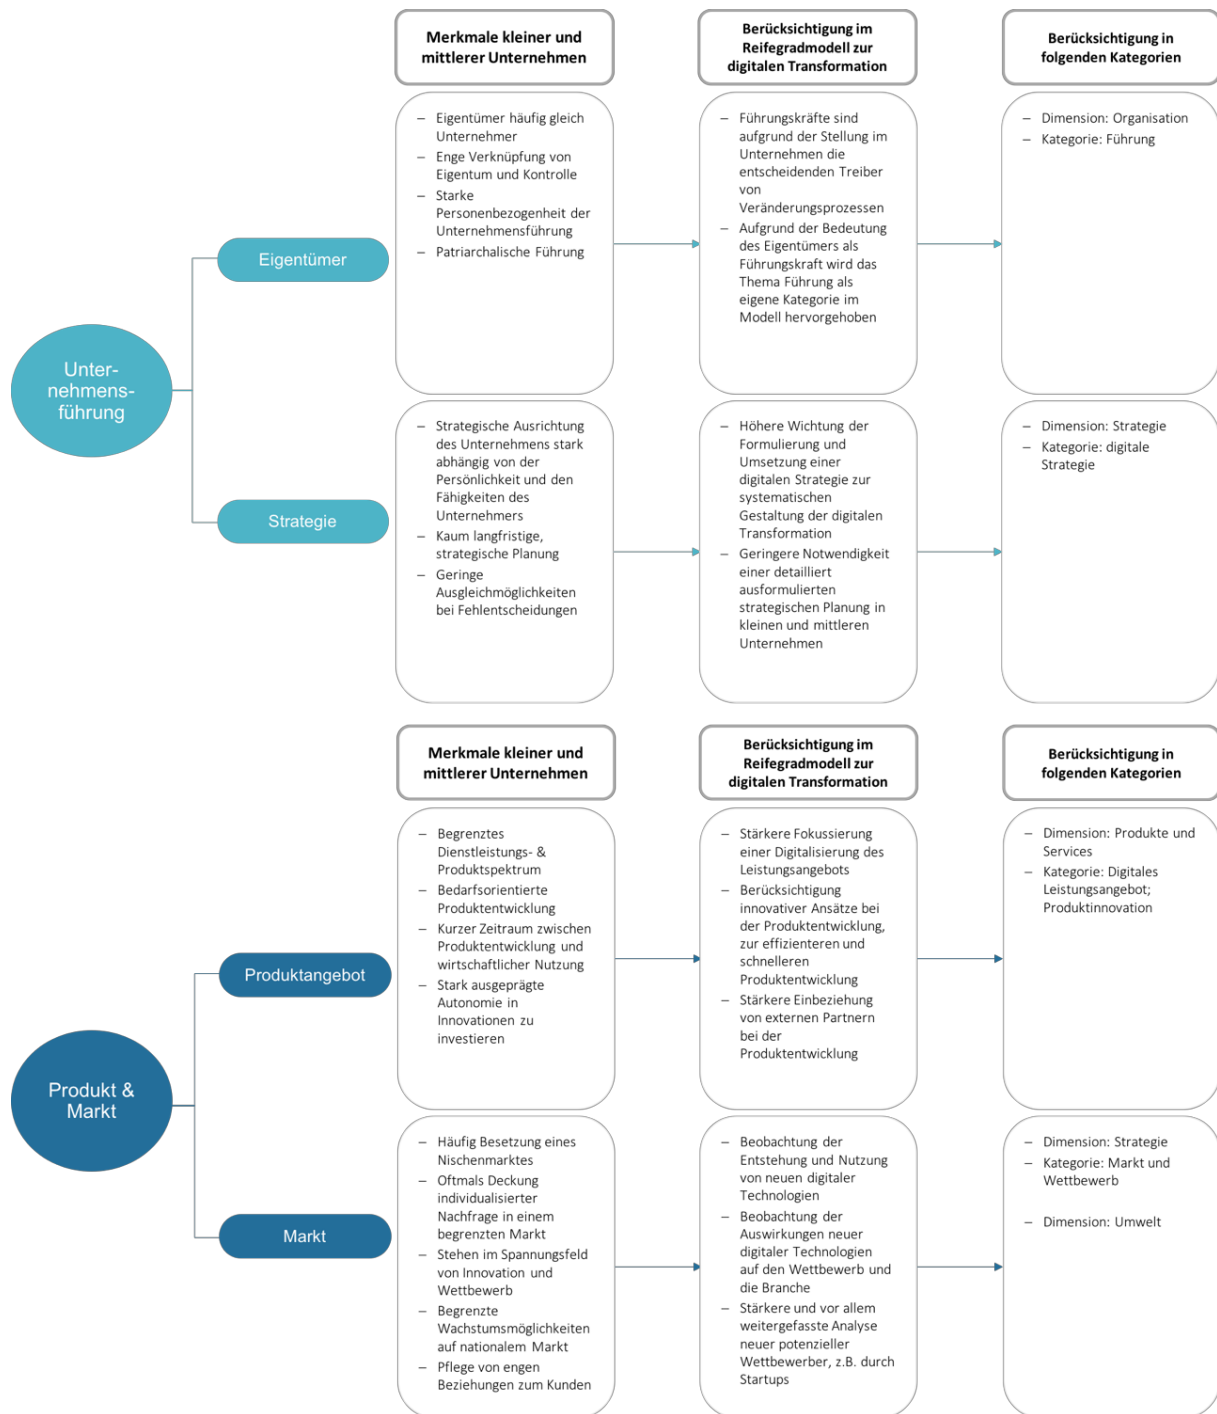 Merkmale kleiner und
mittlerer Unternehmen
Berücksichtigung im
Reifegradmodell zur
digitalen Transformation
Berücksichtigung in
folgenden Kategorien
Unter-
nehmens-
führung
Eigentümer
– Eigentümer häufig gleich
Unternehmer
– Enge Verknüpfung von
Eigentum und Kontrolle
– Starke
Personenbezogenheit der
Unternehmensführung
– Patriarchalische Führung
– Führungskräfte sind
aufgrund der Stellung im
Unternehmen die
entscheidenden Treiber
von
Veränderungsprozessen
– Aufgrund der Bedeutung
des Eigentümers als
Führungskraft wird das
Thema Führung als
eigene Kategorie im
Modell hervorgehoben
– Dimension: Organisation
– Kategorie: Führung
Strategie
– Strategische Ausrichtung
des Unternehmens stark
abhängig von der
Persönlichkeit und den
Fähigkeiten des
Unternehmers
– Kaum langfristige,
strategische Planung
– Geringe
Ausgleichmöglichkeiten
bei Fehlentscheidungen
– Höhere Wichtung der
Formulierung und
Umsetzung einer
digitalen Strategie zur
systematischen
Gestaltung der digitalen
Transformation
– Geringere Notwendigkeit
einer detailliert
ausformulierten
strategischen Planung in
kleinen und mittleren
Unternehmen
– Dimension: Strategie
– Kategorie: digitale
Strategie
Merkmale kleiner und
mittlerer Unternehmen
Berücksichtigung im
Reifegradmodell zur
digitalen Transformation
Berücksichtigung in
folgenden Kategorien
Produkt &
Markt
Produktangebot
– Begrenztes
Dienstleistungs- &
Produktspektrum
– Bedarfsorientierte
Produktentwicklung
– Kurzer Zeitraum zwischen
Produktentwicklung und
wirtschaftlicher Nutzung
– Stark ausgeprägte
Autonomie in
Innovationen zu
investieren
– Stärkere Fokussierung
einer Digitalisierung des
Leistungsangebots
– Berücksichtigung
innovativer Ansätze bei
der Produktentwicklung,
zur effizienteren und
schnelleren
Produktentwicklung
– Stärkere Einbeziehung
von externen Partnern
bei der
Produktentwicklung
– Dimension: Produkte und
Services
– Kategorie: Digitales
Leistungsangebot;
Produktinnovation
Markt
– Häufig Besetzung eines
Nischenmarktes
– Oftmals Deckung
individualisierter
Nachfrage in einem
begrenzten Markt
– Stehen im Spannungsfeld
von Innovation und
Wettbewerb
– Begrenzte
Wachstumsmöglichkeiten
auf nationalem Markt
– Pflege von engen
Beziehungen zum Kunden
– Beobachtung der
Entstehung und Nutzung
von neuen digitaler
Technologien
– Beobachtung der
Auswirkungen neuer
digitaler Technologien
auf den Wettbewerb und
die Branche
– Stärkere und vor allem
weitergefasste Analyse
neuer potenzieller
Wettbewerber, z.B. durch
Startups
– Dimension: Strategie
– Kategorie: Markt und
Wettbewerb
– Dimension: Umwelt